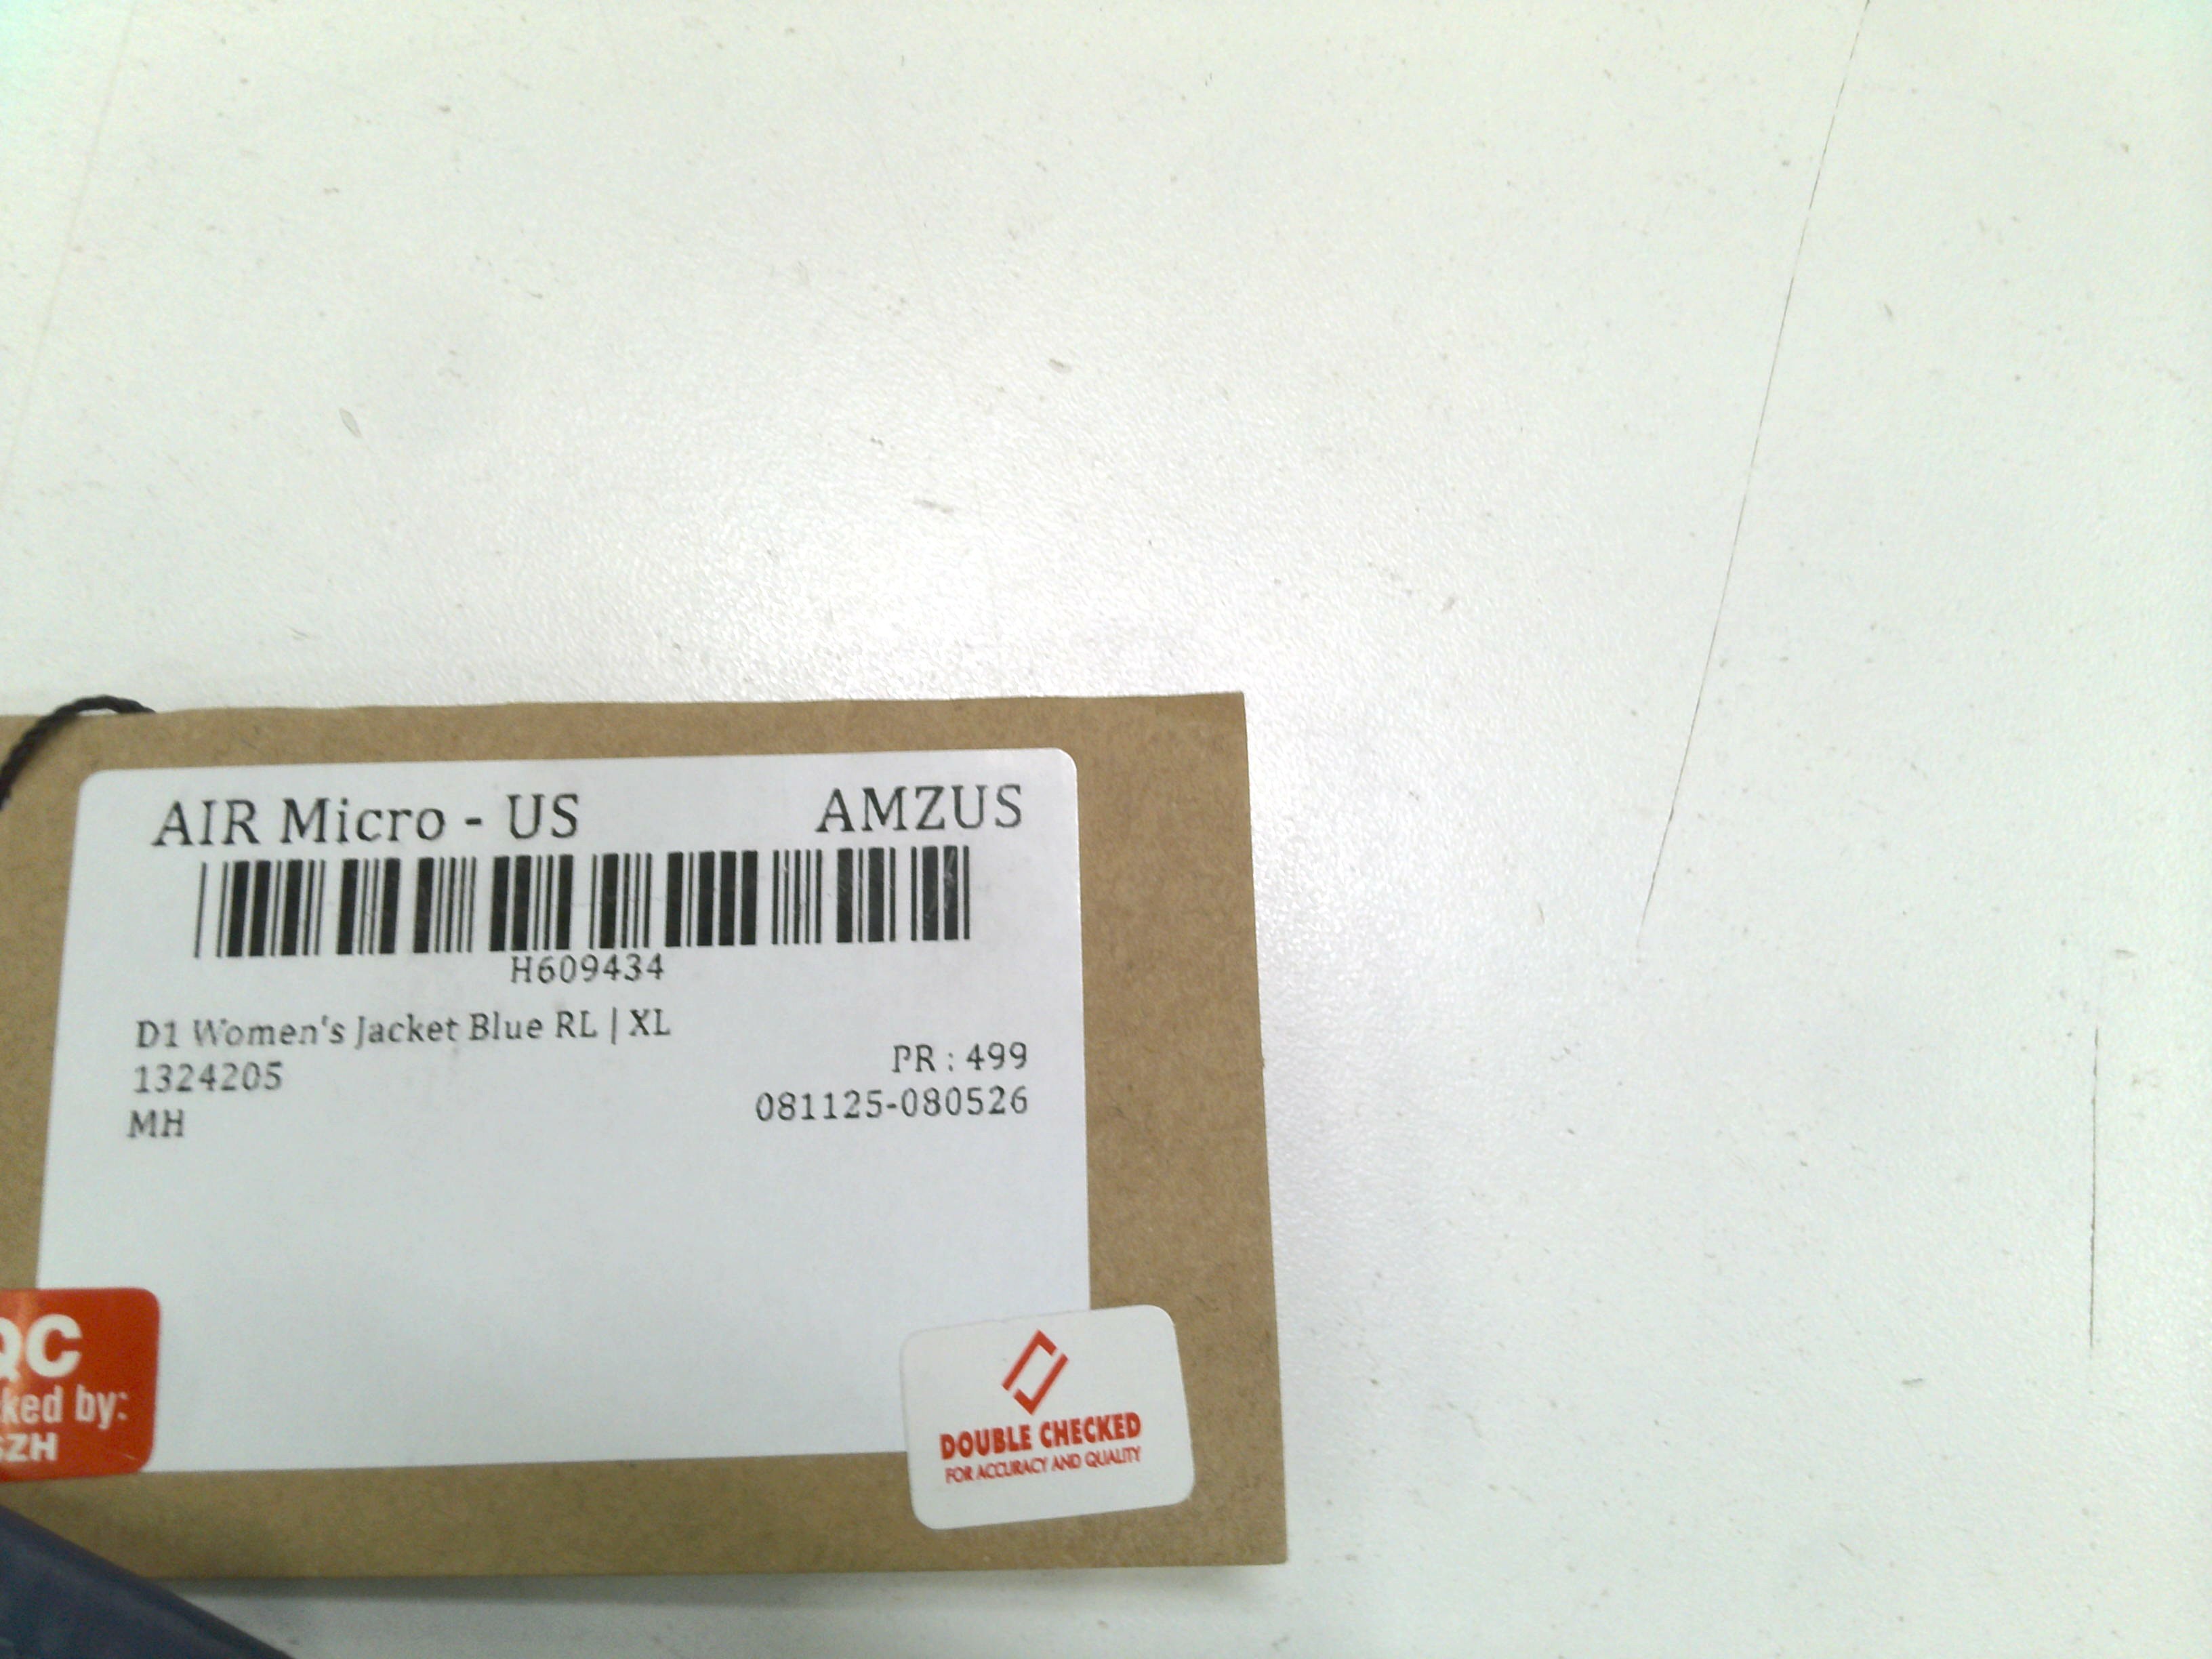 AIR Micro - US AMZUS
H609434
D1 Women's Jacket Blue RL | XL
1324205
PR : 499
MH
081125-080526
QC
by:
DOUBLE CHECKED
FOR ACCURACY AND QUALITY